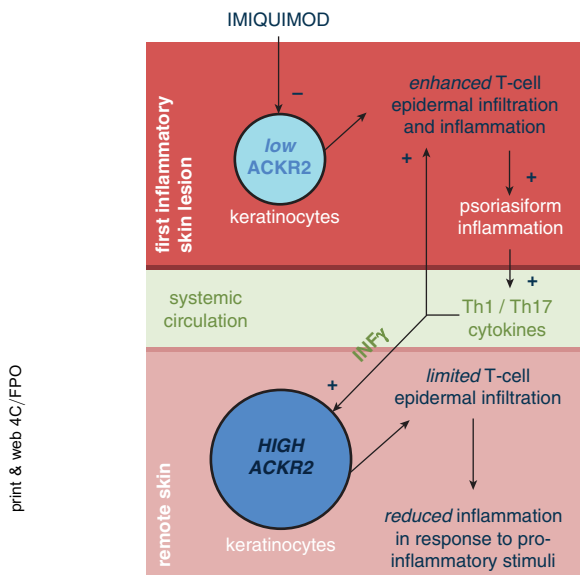 IMIQUIMOD
first inflammatory
skin lesion
–
low
ACKR2
keratinocytes
enhanced T-cell
epidermal infiltration
and inflammation
+
+
psoriasiform
inflammation
+
systemic
circulation
Th1 / Th17
cytokines
INFγ
+
remote skin
HIGH
ACKR2
keratinocytes
limited T-cell
epidermal infiltration
reduced inflammation
in response to pro-
inflammatory stimuli
print & web 4C/FPO